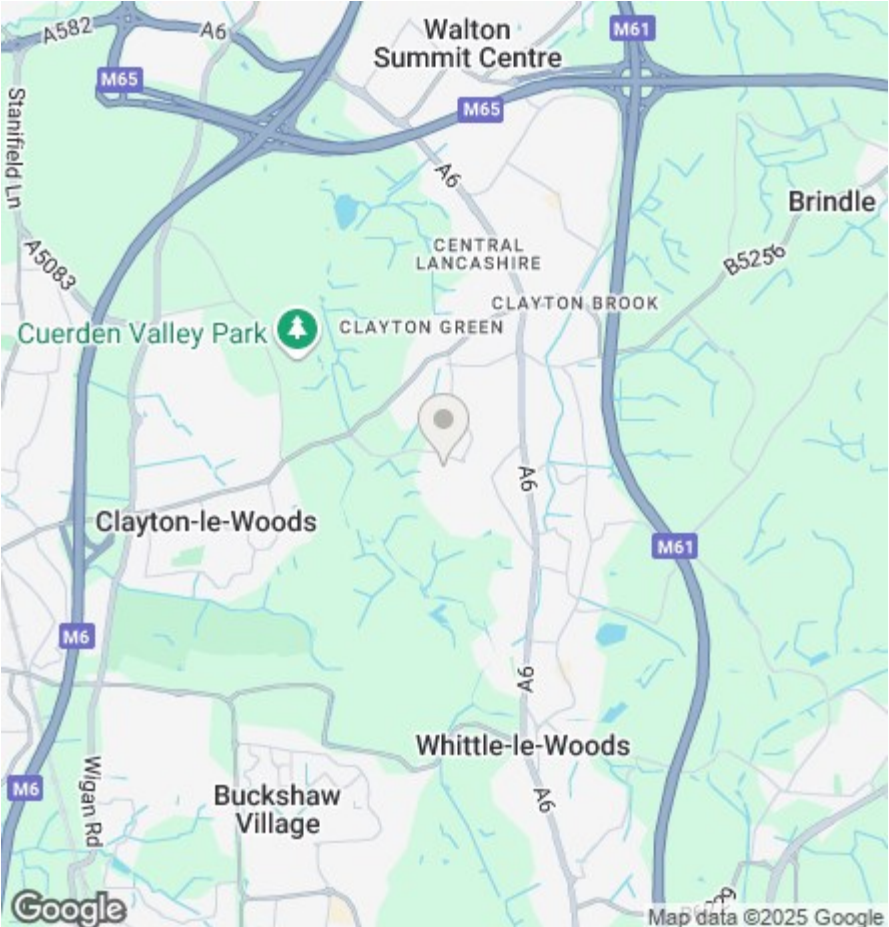 A582
A6
Walton
Summit Centre
M61
M65
M65
Stanifield Ln
A6
Brindle
A5083
CENTRAL
LANCASHIRE
B5256
CLAYTON BROOK
Cuerden Valley Park
CLAYTON GREEN
A6
Clayton-le-Woods
M61
M6
A6
Whittle-le-Woods
M6
Wigan Rd
Buckshaw
Village
A6
Google
Map data ©2025 Google